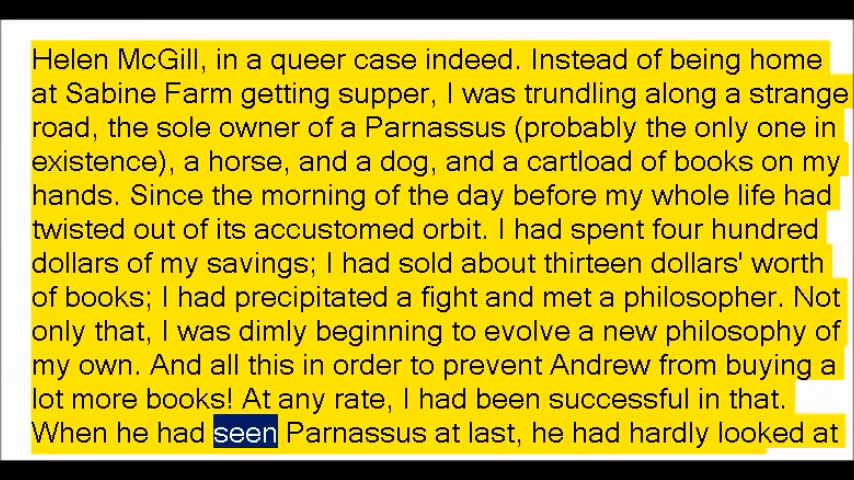 Helen McGill, in a queer case indeed. Instead of being home
at Sabine Farm getting supper, I was trundling along a strange
road, the sole owner of a Parnassus (probably the only one in
existence), a horse, and a dog, and a cartload of books on my
hands. Since the morning of the day before my whole life had
twisted out of its accustomed orbit. I had spent four hundred
dollars of my savings; I had sold about thirteen dollars' worth
of books; I had precipitated a fight and met a philosopher. Not
only that, I was dimly beginning to evolve a new philosophy of
my own. And all this in order to prevent Andrew from buying a
lot more books! At any rate, I had been successful in that.
When he had seen Parnassus at last, he had hardly looked at